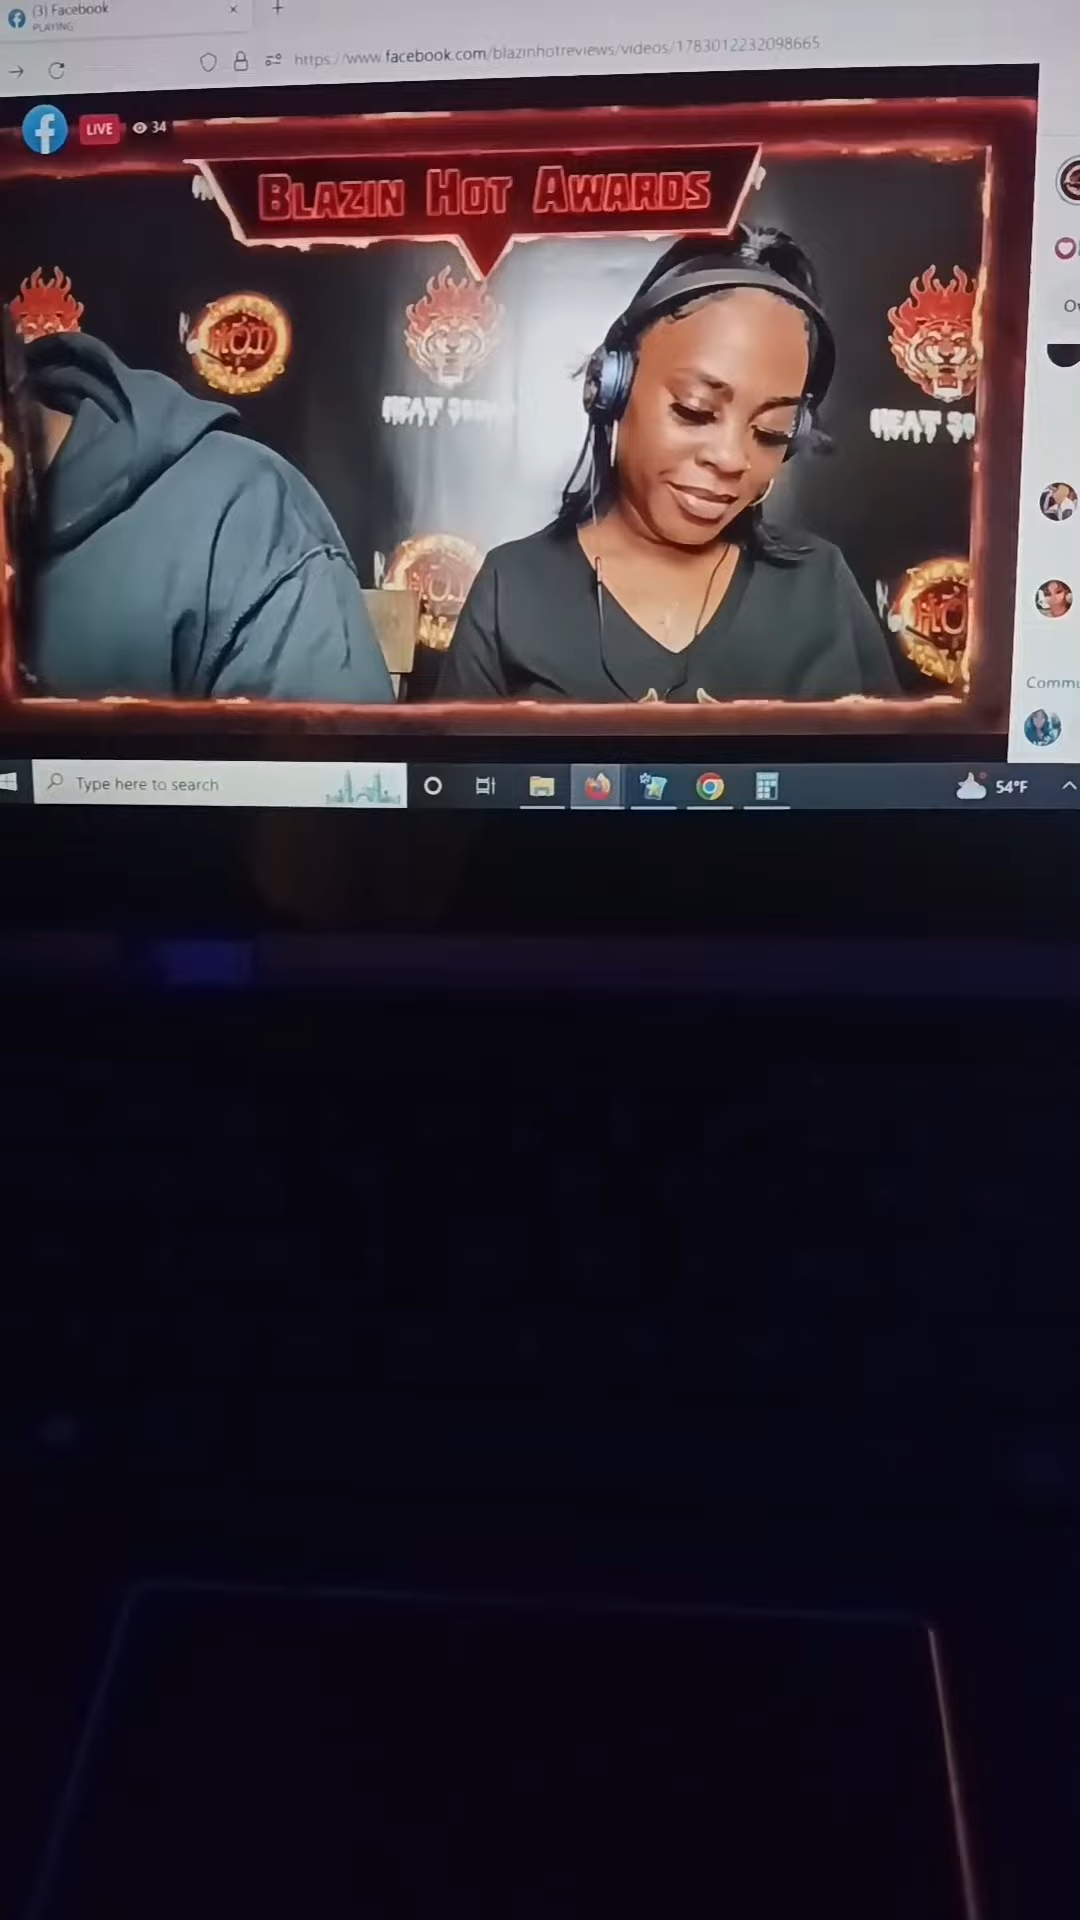 (3) Facebook
PLAYING
https://www.facebook.com/blazinhotreviews/videos/1783012232098665
LIVE 34
BLAZIN HOT AWARDS
HOT
HEAT
HEAT
Type here to search
54°F